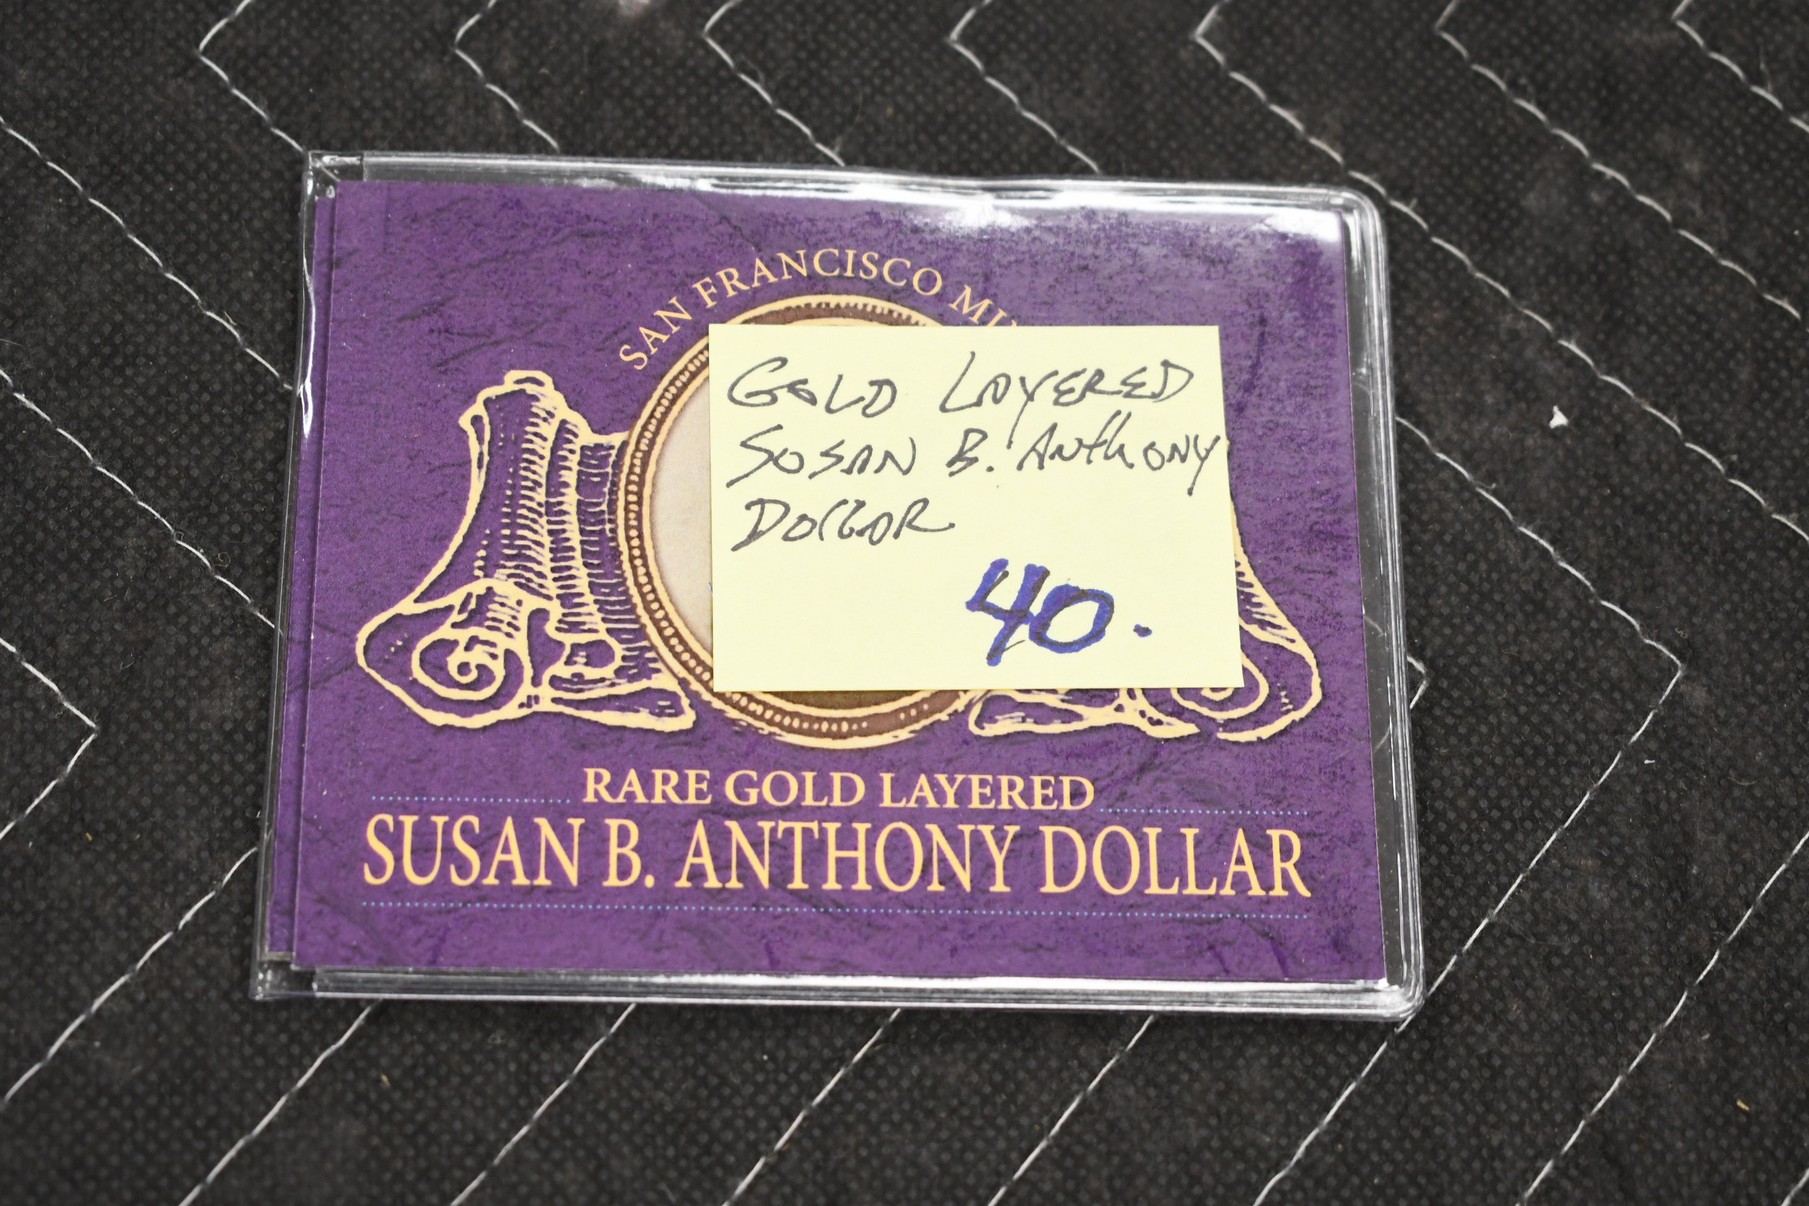 SAN FRANCISCO MI
GOLD LAYERED
SUSAN B. ANThONY
DOLLAR
40.
RARE GOLD LAYERED
SUSAN B. ANTHONY DOLLAR